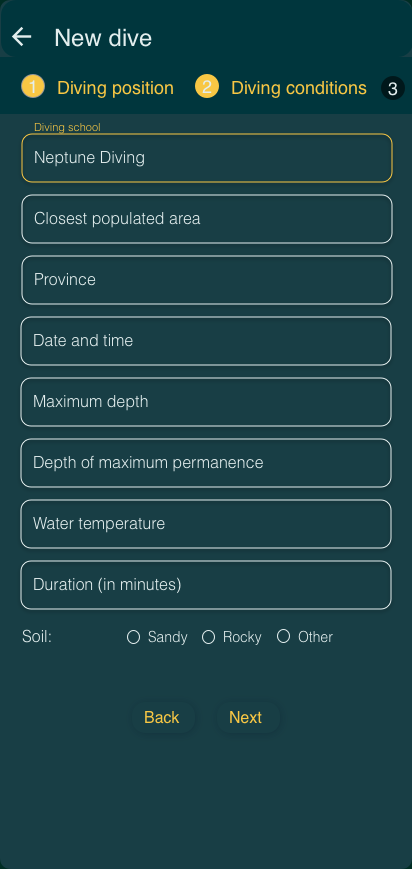 New dive
1 Diving position 2 Diving conditions 3
Diving school
Neptune Diving
Closest populated area
Province
Date and time
Maximum depth
Depth of maximum permanence
Water temperature
Duration (in minutes)
Soil: Sandy Rocky Other
Back Next